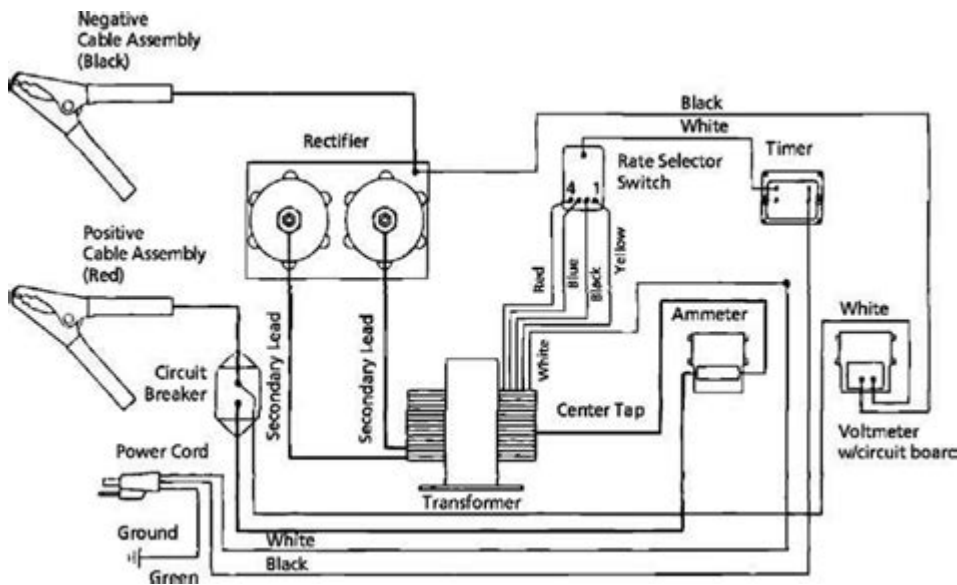 Negative
Cable Assembly
(Black)
Rectifier
Black
White
Timer
Rate Selector
Switch
4 1
Positive
Cable Assembly
(Red)
Red
Blue
Black
Yellow
White
Ammeter
White
Secondary Lead
Secondary Lead
Circuit
Breaker
Center Tap
Power Cord
Voltmeter
w/circuit board
Transformer
Ground
White
Black
Green